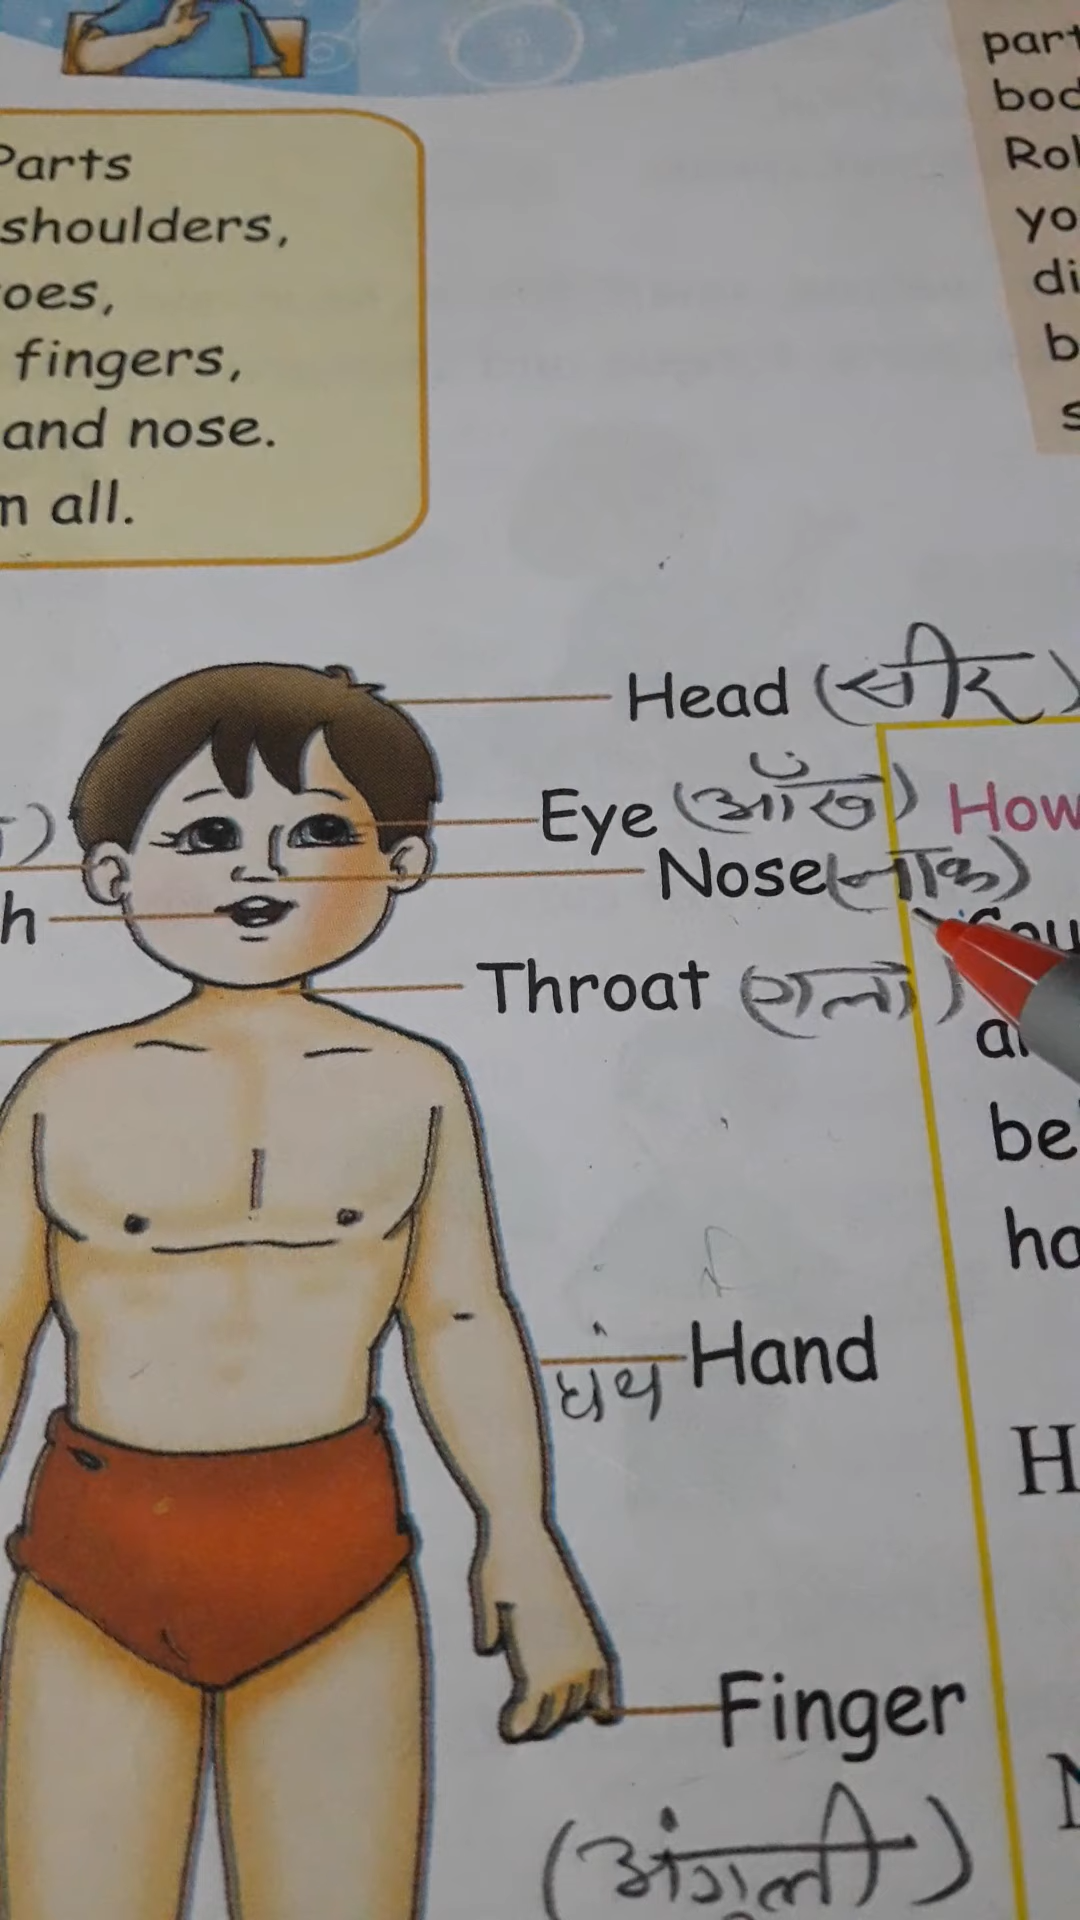 Parts
shoulders,
oes,
fingers,
and nose.
m all.
part
bod
Rol
yo
di
b
s
Head (सीर)
Eye (आँख)
Nose(नाक)
h
Throat (गला)
Hand
Finger
(अंगुली)
How
be
ha
H